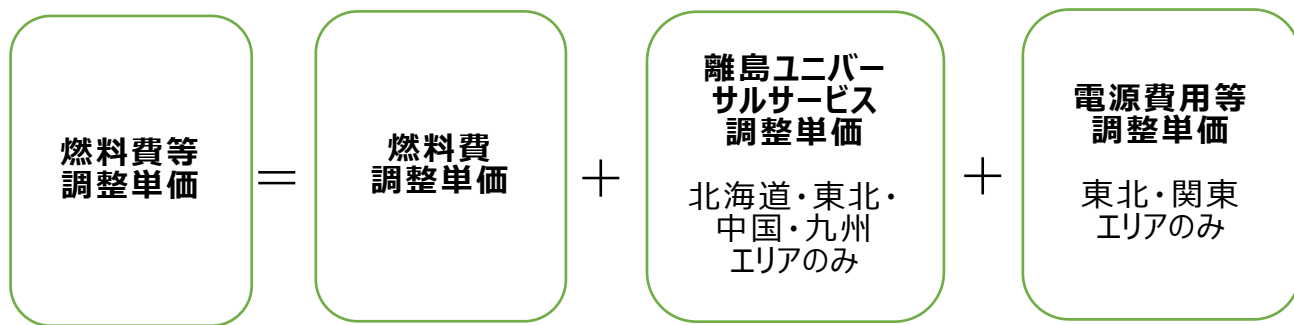 燃料費等
調整単価
＝
燃料費
調整単価
＋
離島ユニバー
サルサービス
調整単価
北海道・東北・
中国・九州
エリアのみ
＋
電源費用等
調整単価
東北・関東
エリアのみ